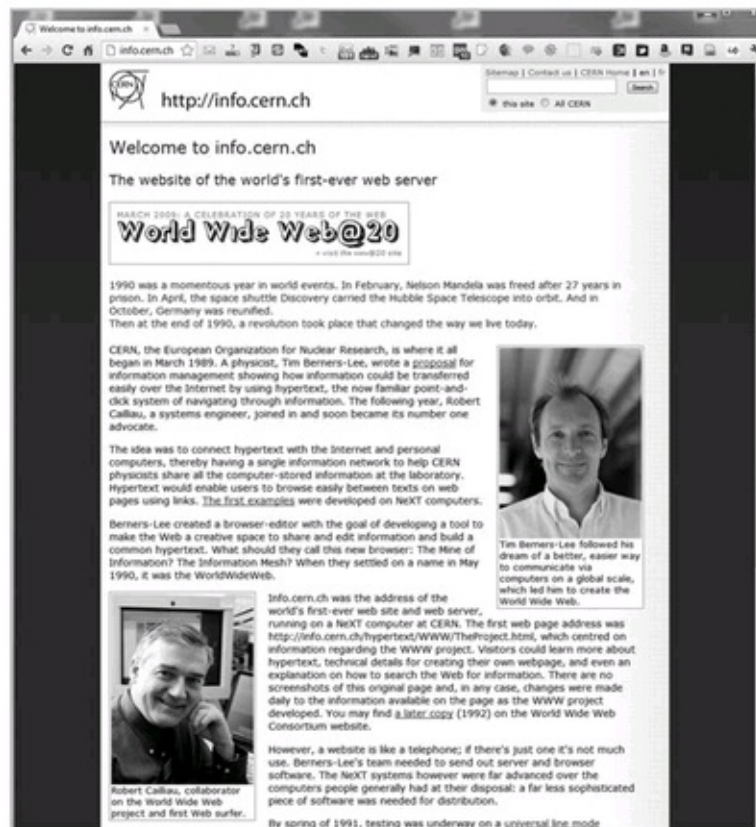 Welcome to info.cern.ch
info.cern.ch
CERN
http://info.cern.ch
Sitemap | Contact us | CERN Home | en | fr
Search
this site All CERN
Welcome to info.cern.ch
The website of the world's first-ever web server
MARCH 2009: A CELEBRATION OF 20 YEARS OF THE WEB
World Wide Web@20
» visit the new@20 site
1990 was a momentous year in world events. In February, Nelson Mandela was freed after 27 years in
prison. In April, the space shuttle Discovery carried the Hubble Space Telescope into orbit. And in
October, Germany was reunified.
Then at the end of 1990, a revolution took place that changed the way we live today.
CERN, the European Organization for Nuclear Research, is where it all
began in March 1989. A physicist, Tim Berners-Lee, wrote a proposal for
information management showing how information could be transferred
easily over the Internet by using hypertext, the now familiar point-and-
click system of navigating through information. The following year, Robert
Cailliau, a systems engineer, joined in and soon became its number one
advocate.
The idea was to connect hypertext with the Internet and personal
computers, thereby having a single information network to help CERN
physicists share all the computer-stored information at the laboratory.
Hypertext would enable users to browse easily between texts on web
pages using links. The first examples were developed on NeXT computers.
Berners-Lee created a browser-editor with the goal of developing a tool to
make the Web a creative space to share and edit information and build a
common hypertext. What should they call this new browser: The Mine of
Information? The Information Mesh? When they settled on a name in May
1990, it was the WorldWideWeb.
Tim Berners-Lee followed his
dream of a better, easier way
to communicate via
computers on a global scale,
which led him to create the
World Wide Web.
Info.cern.ch was the address of the
world's first-ever web site and web server,
running on a NeXT computer at CERN. The first web page address was
http://info.cern.ch/hypertext/WWW/TheProject.html, which centred on
information regarding the WWW project. Visitors could learn more about
hypertext, technical details for creating their own webpage, and even an
explanation on how to search the Web for information. There are no
screenshots of this original page and, in any case, changes were made
daily to the information available on the page as the WWW project
developed. You may find a later copy (1992) on the World Wide Web
Consortium website.
Robert Cailliau, collaborator
on the World Wide Web
project and first Web surfer.
However, a website is like a telephone; if there's just one it's not much
use. Berners-Lee's team needed to send out server and browser
software. The NeXT systems however were far advanced over the
computers people generally had at their disposal: a far less sophisticated
piece of software was needed for distribution.
By spring of 1991, testing was underway on a universal line mode